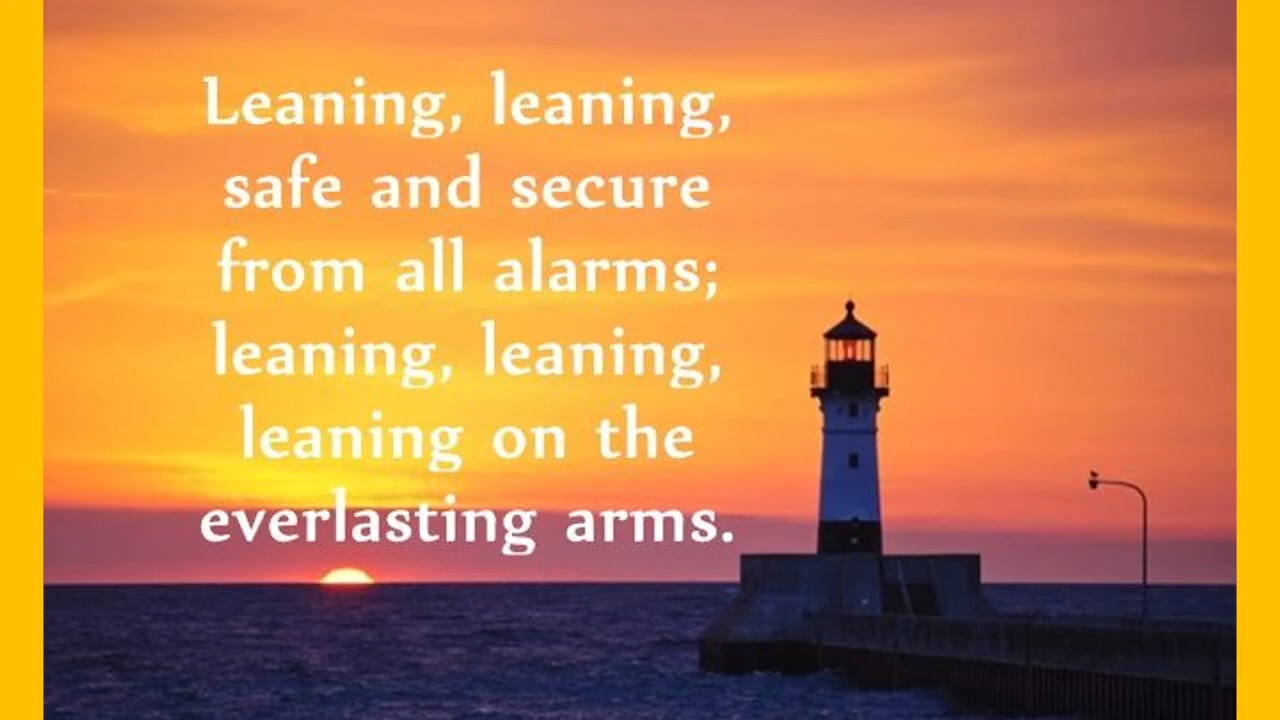 Leaning, leaning,
safe and secure
from all alarms;
leaning, leaning,
leaning on the
everlasting arms.